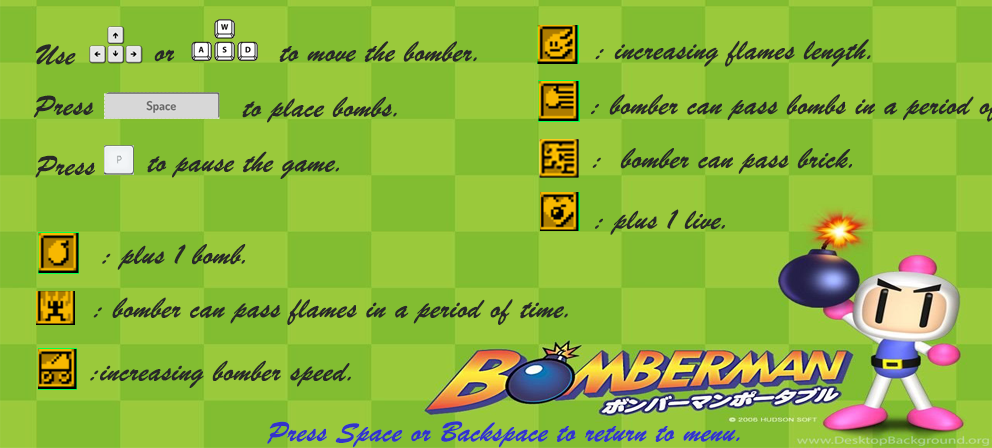 Use ↑ ← ↓ → or W A S D to move the bomber.
Press Space to place bombs.
Press P to pause the game.
: plus 1 bomb.
: bomber can pass flames in a period of time.
:increasing bomber speed.
: increasing flames length.
: bomber can pass bombs in a period
: bomber can pass brick.
: plus 1 live.
BOMBERMAN
ボンバーマンポータブル
© 2006 HUDSON SOFT
Press Space or Backspace to return to menu.
www.DesktopBackground.org